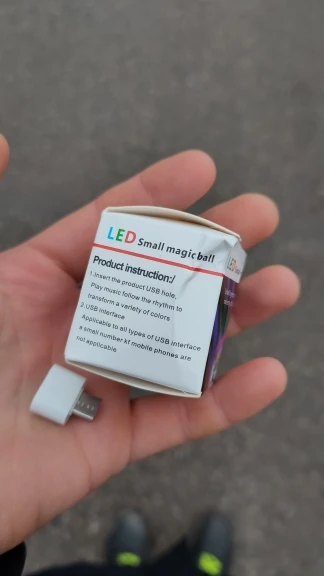 LED Small magic ball
Product instruction:/
1.Insert the product USB hole,
Play music follow the rhythm to
transform a variety of colors
2.USB interface
Applicable to all types of USB interface
a small number kf mobile phones are
not applicable
LED